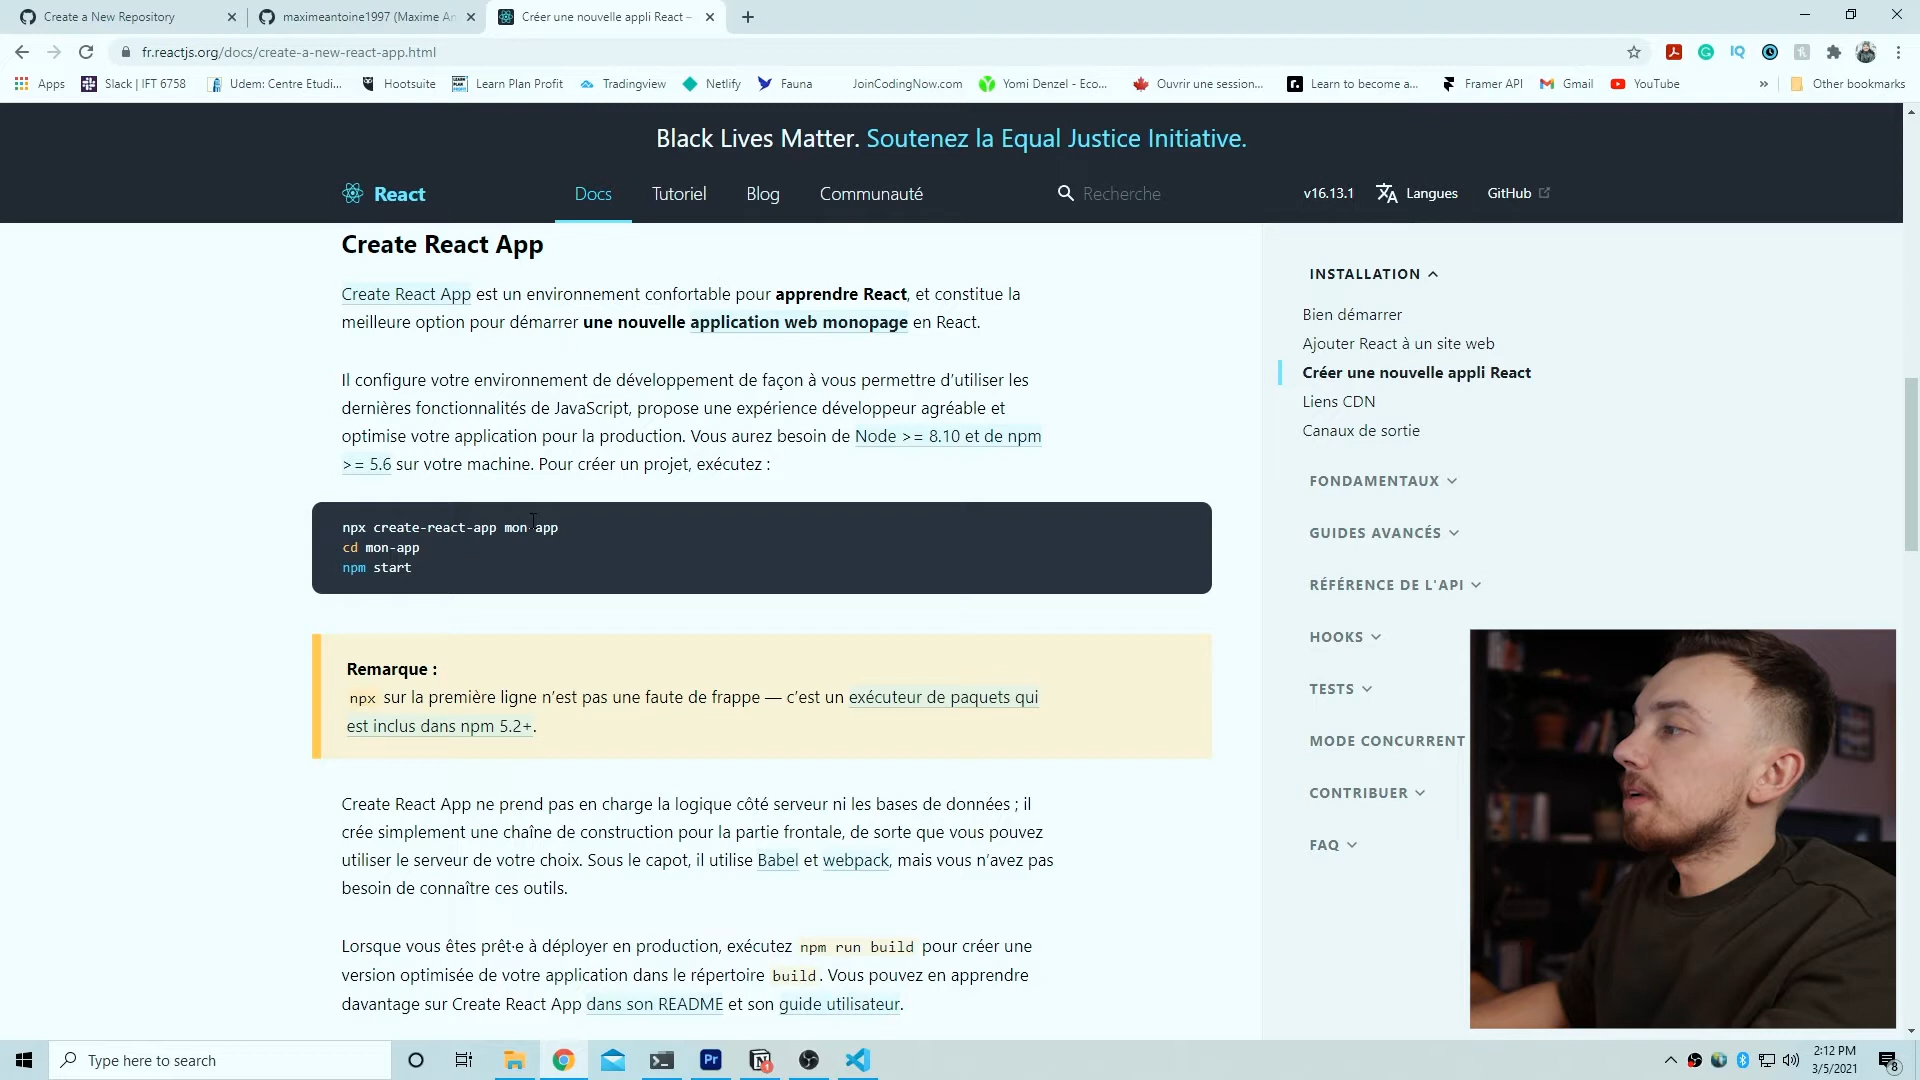 Create a New Repository
maximeantoine1997 (Maxime An
Créer une nouvelle appli React –
fr.reactjs.org/docs/create-a-new-react-app.html
Apps
Slack | IFT 6758
Udem: Centre Etudi...
Hootsuite
Learn Plan Profit
Tradingview
Netlify
Fauna
JoinCodingNow.com
Yomi Denzel - Eco...
Ouvrir une session...
Learn to become a...
Framer API
Gmail
YouTube
»
Other bookmarks
Black Lives Matter. Soutenez la Equal Justice Initiative.
React
Docs
Tutoriel
Blog
Communauté
Recherche
v16.13.1
Langues
GitHub
Create React App
Create React App est un environnement confortable pour apprendre React, et constitue la
meilleure option pour démarrer une nouvelle application web monopage en React.
Il configure votre environnement de développement de façon à vous permettre d’utiliser les
dernières fonctionnalités de JavaScript, propose une expérience développeur agréable et
optimise votre application pour la production. Vous aurez besoin de Node >= 8.10 et de npm
>= 5.6 sur votre machine. Pour créer un projet, exécutez :
npx create-react-app mon-app
cd mon-app
npm start
Remarque :
npx sur la première ligne n’est pas une faute de frappe — c’est un exécuteur de paquets qui
est inclus dans npm 5.2+.
Create React App ne prend pas en charge la logique côté serveur ni les bases de données ; il
crée simplement une chaîne de construction pour la partie frontale, de sorte que vous pouvez
utiliser le serveur de votre choix. Sous le capot, il utilise Babel et webpack, mais vous n’avez pas
besoin de connaître ces outils.
Lorsque vous êtes prêt·e à déployer en production, exécutez npm run build pour créer une
version optimisée de votre application dans le répertoire build. Vous pouvez en apprendre
davantage sur Create React App dans son README et son guide utilisateur.
INSTALLATION
Bien démarrer
Ajouter React à un site web
Créer une nouvelle appli React
Liens CDN
Canaux de sortie
FONDAMENTAUX
GUIDES AVANCÉS
RÉFÉRENCE DE L'API
HOOKS
TESTS
MODE CONCURRENT
CONTRIBUER
FAQ
Type here to search
Pr
2:12 PM
3/5/2021
8